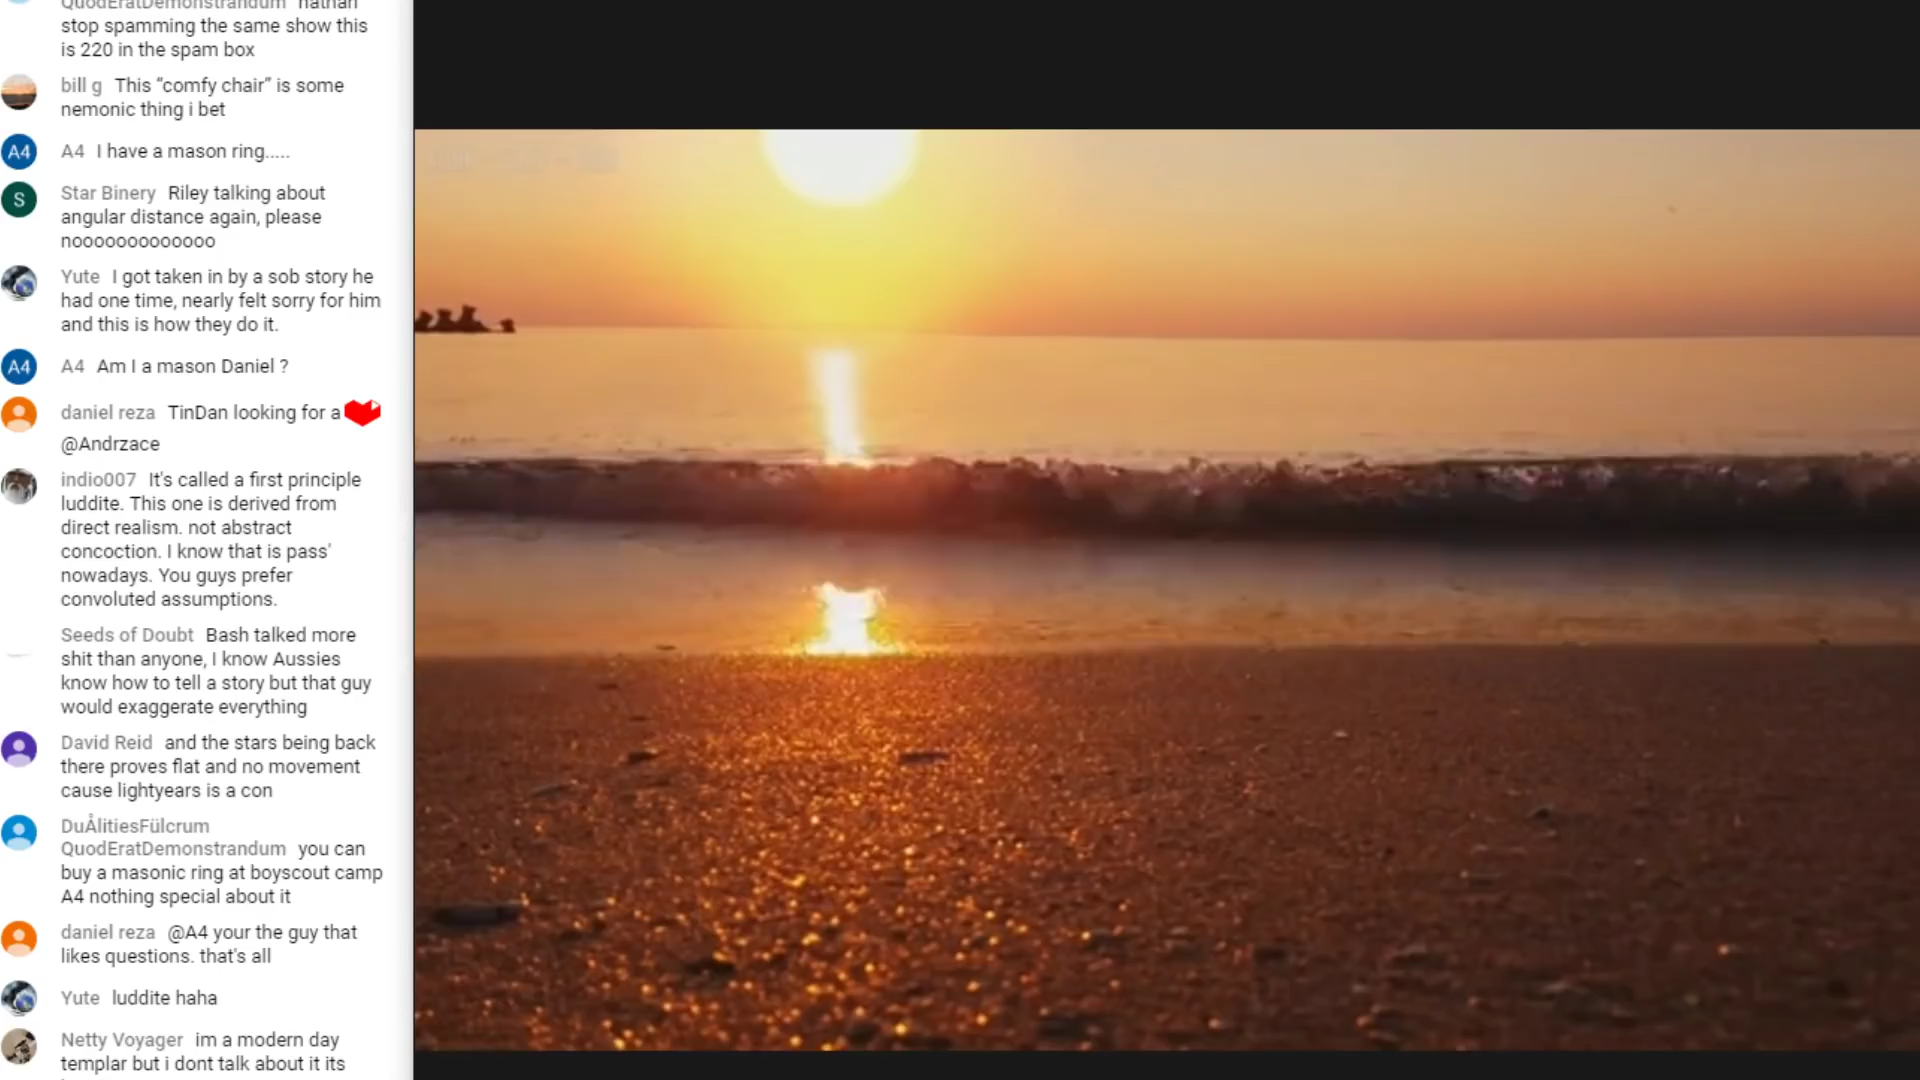 QuodEratDemonstrandum nathan
stop spamming the same show this
is 220 in the spam box
bill g This “comfy chair” is some
nemonic thing i bet
A4 A4 I have a mason ring.....
S Star Binery Riley talking about
angular distance again, please
nooooooooooooo
Yute I got taken in by a sob story he
had one time, nearly felt sorry for him
and this is how they do it.
A4 A4 Am I a mason Daniel ?
daniel reza TinDan looking for a
@Andrzace
indio007 It's called a first principle
luddite. This one is derived from
direct realism. not abstract
concoction. I know that is pass'
nowadays. You guys prefer
convoluted assumptions.
Seeds of Doubt Bash talked more
shit than anyone, I know Aussies
know how to tell a story but that guy
would exaggerate everything
David Reid and the stars being back
there proves flat and no movement
cause lightyears is a con
DuÅlitiesFülcrum
QuodEratDemonstrandum you can
buy a masonic ring at boyscout camp
A4 nothing special about it
daniel reza @A4 your the guy that
likes questions. that's all
Yute luddite haha
Netty Voyager im a modern day
templar but i dont talk about it its